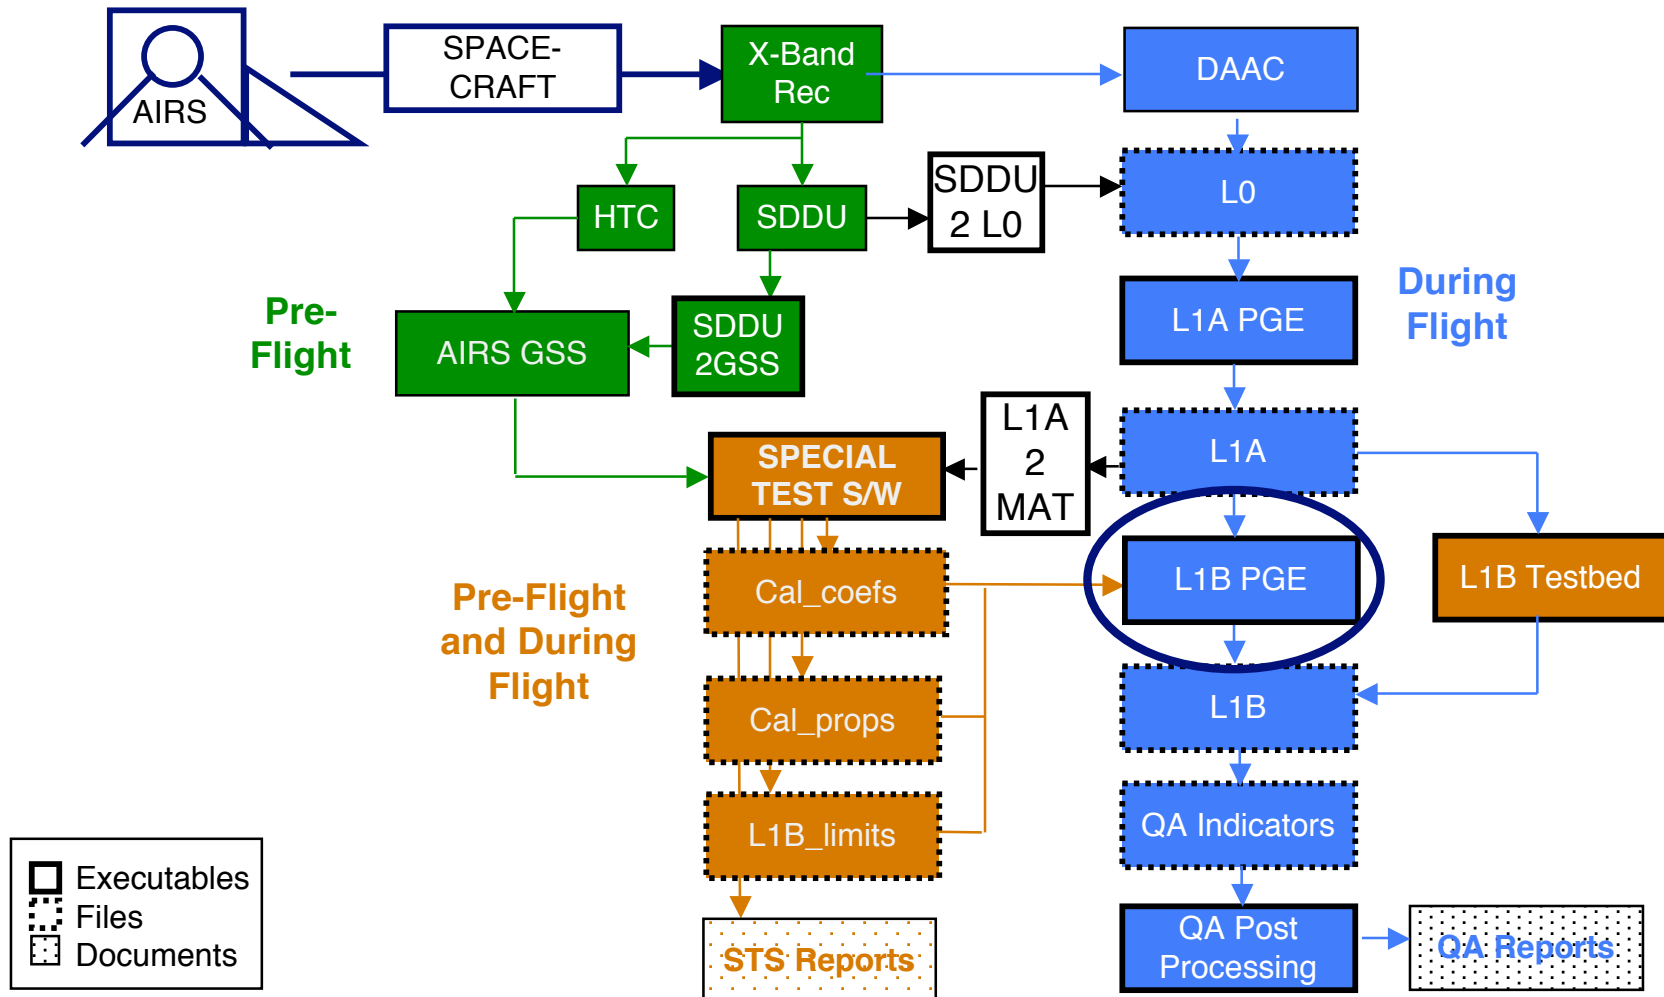 AIRS
SPACE-
CRAFT
X-Band
Rec
DAAC
HTC
SDDU
SDDU
2 L0
L0
Pre-
Flight
AIRS GSS
SDDU
2GSS
L1A PGE
During
Flight
SPECIAL
TEST S/W
L1A
2
MAT
L1A
Pre-Flight
and During
Flight
Cal_coefs
L1B PGE
L1B Testbed
Cal_props
L1B
L1B_limits
QA Indicators
Executables
Files
Documents
STS Reports
QA Post
Processing
QA Reports